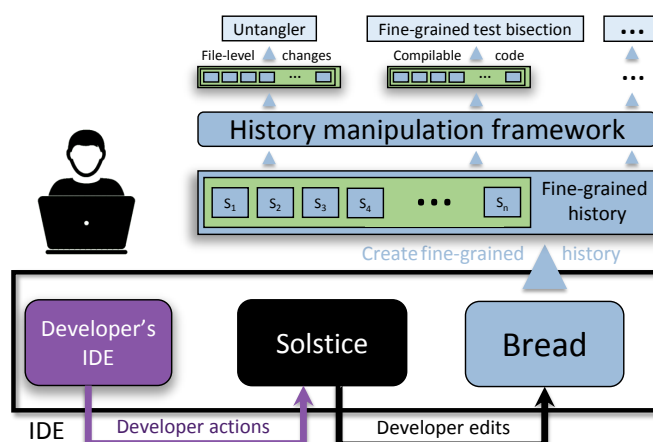 Untangler
Fine-grained test bisection
...
File-level changes
Compilable code
...
...
...
History manipulation framework
S1 S2 S3 S4 ... Sn
Fine-grained
history
Create fine-grained history
Developer's
IDE
Solstice
Bread
IDE
Developer actions
Developer edits